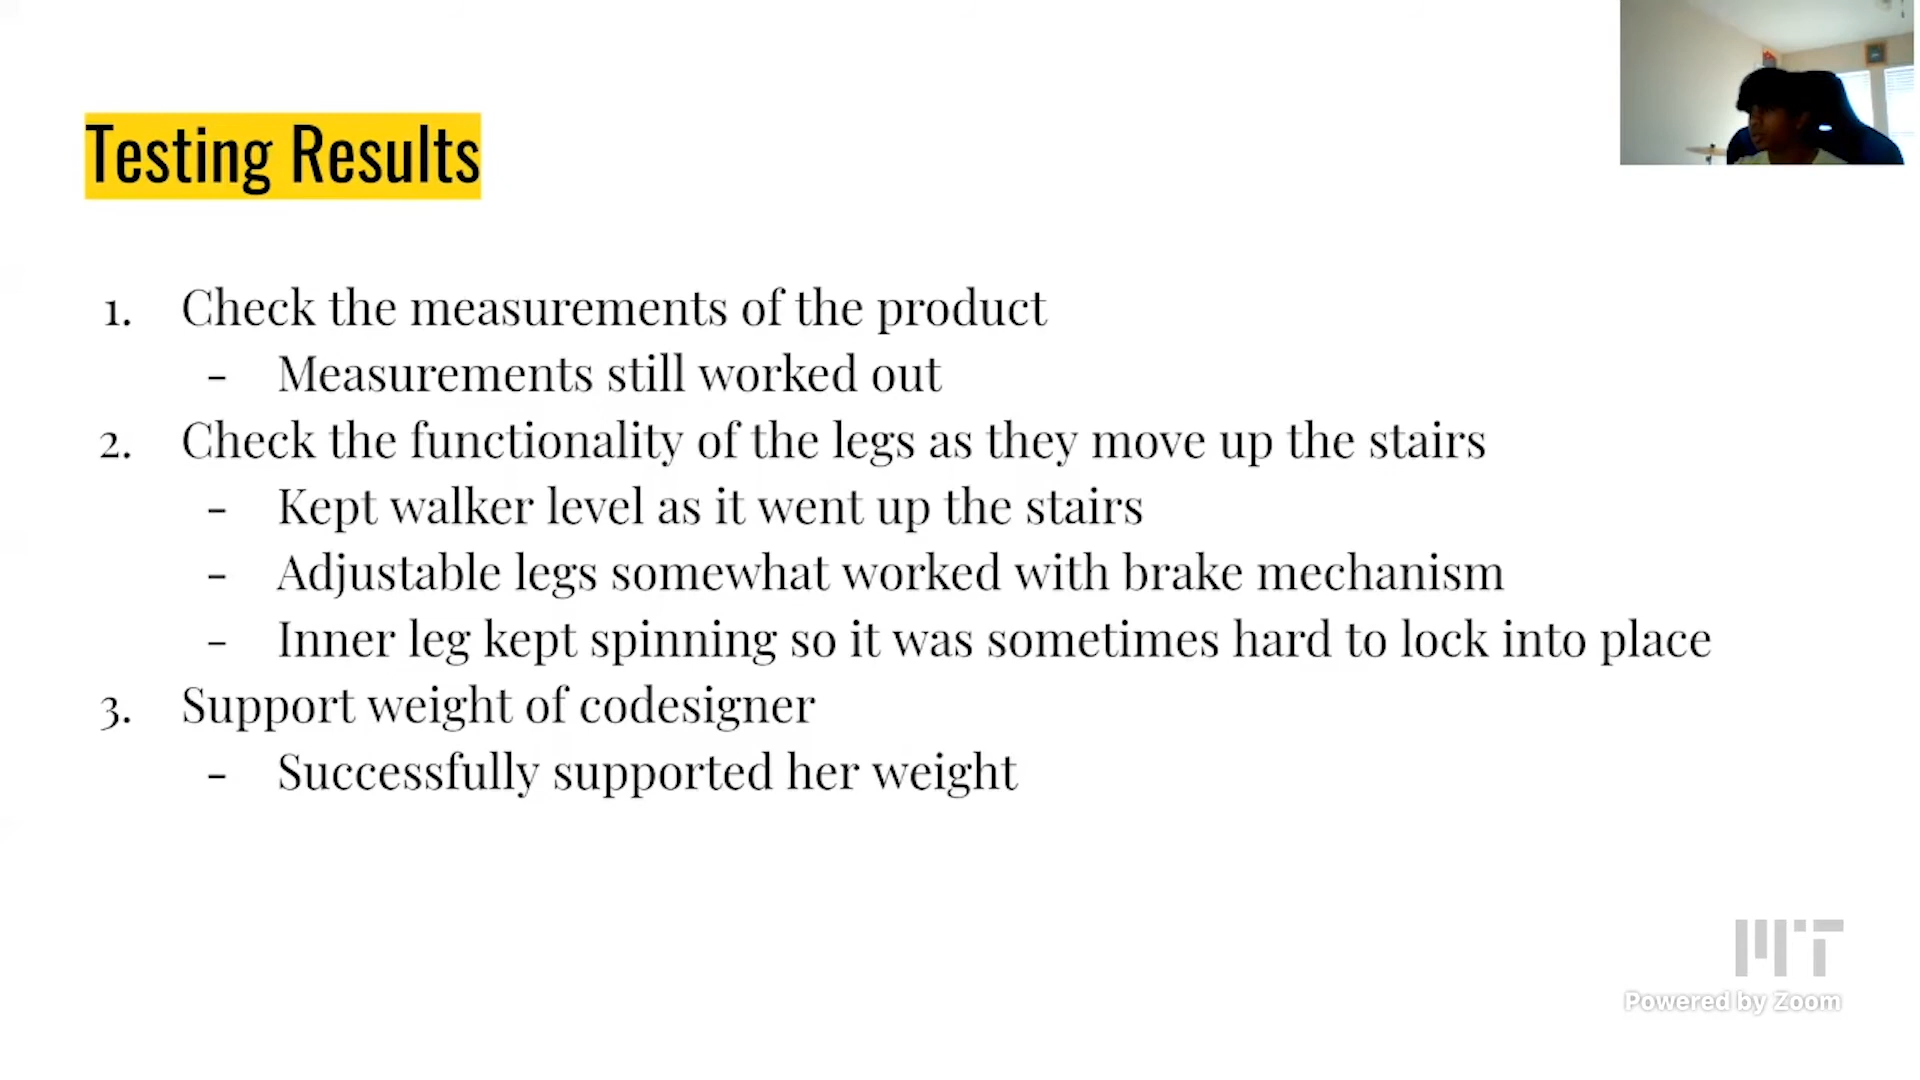 Testing Results
1. Check the measurements of the product
- Measurements still worked out
2. Check the functionality of the legs as they move up the stairs
- Kept walker level as it went up the stairs
- Adjustable legs somewhat worked with brake mechanism
- Inner leg kept spinning so it was sometimes hard to lock into place
3. Support weight of codesigner
- Successfully supported her weight
MIT
Powered by Zoom